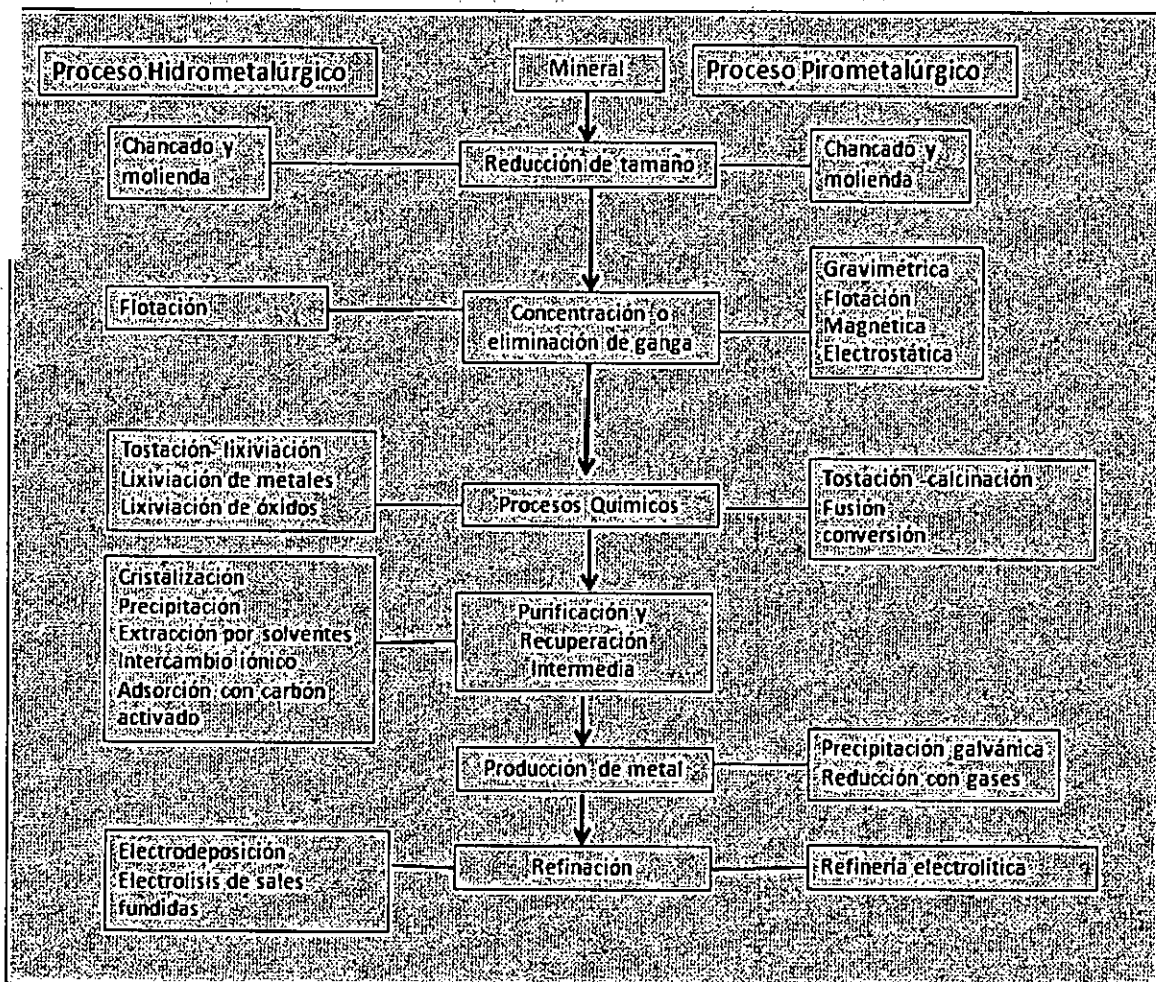 Proceso Hidrometalúrgico
Mineral
Proceso Pirometalúrgico
Chancado y
molienda
Reducción de tamaño
Chancado y
molienda
Flotación
Concentración o
eliminación de ganga
Gravimétrica
Flotación
Magnética
Electrostática
Tostación- lixiviación
Lixiviación de metales
Lixiviación de óxidos
Procesos Químicos
Tostación -calcinación
Fusión
conversión
Cristalización
Precipitación
Extracción por solventes
Intercambio iónico
Adsorción con carbón
activado
Purificación y
Recuperación
Intermedia
Producción de metal
Precipitación galvánica
Reducción con gases
Electrodeposición
Electrolisis de sales
fundidas
Refinación
Refinería electrolítica